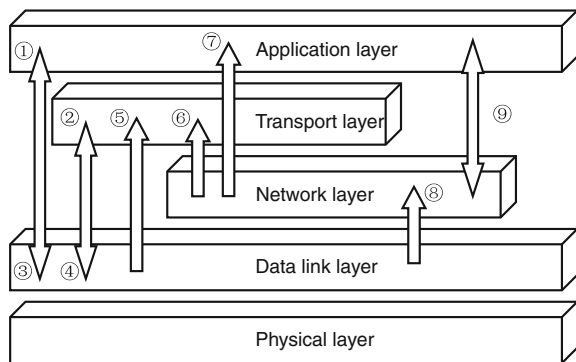 ① ⑦ Application layer
② ⑤ ⑥ Transport layer ⑨
Network layer ⑧
③ ④ Data link layer
Physical layer